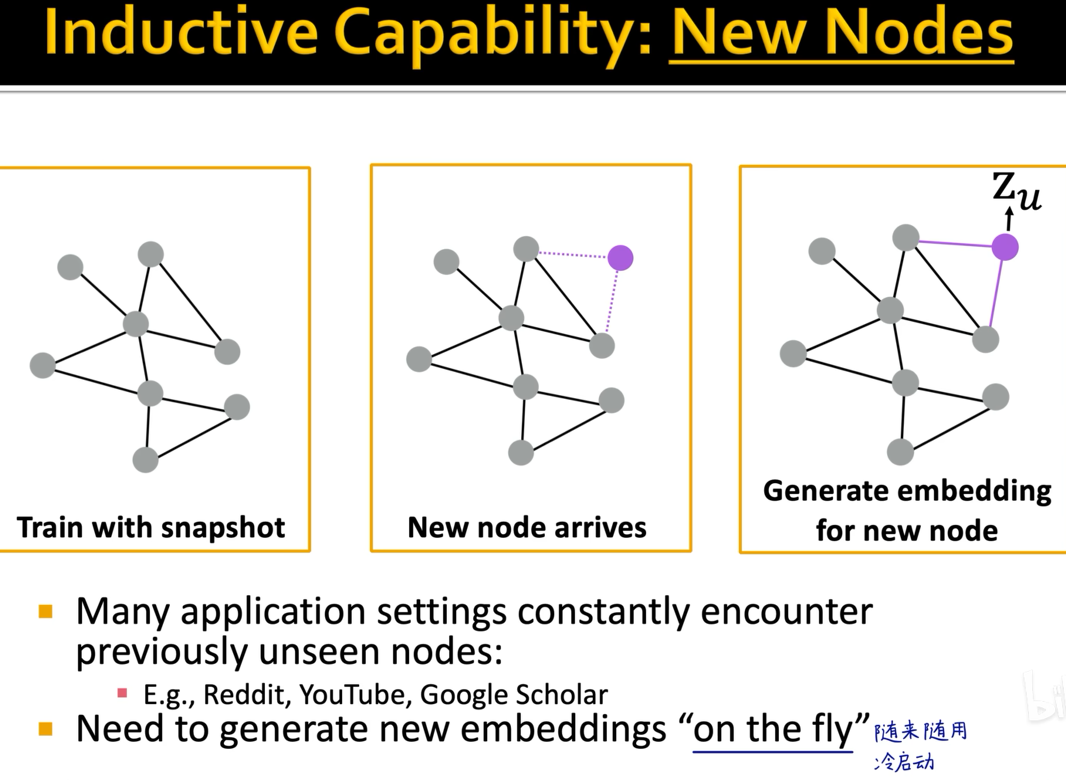 Inductive Capability: New Nodes
z_u
Train with snapshot
New node arrives
Generate embedding
for new node
Many application settings constantly encounter
previously unseen nodes:
E.g., Reddit, YouTube, Google Scholar
Need to generate new embeddings “on the fly” 随来随用
冷启动